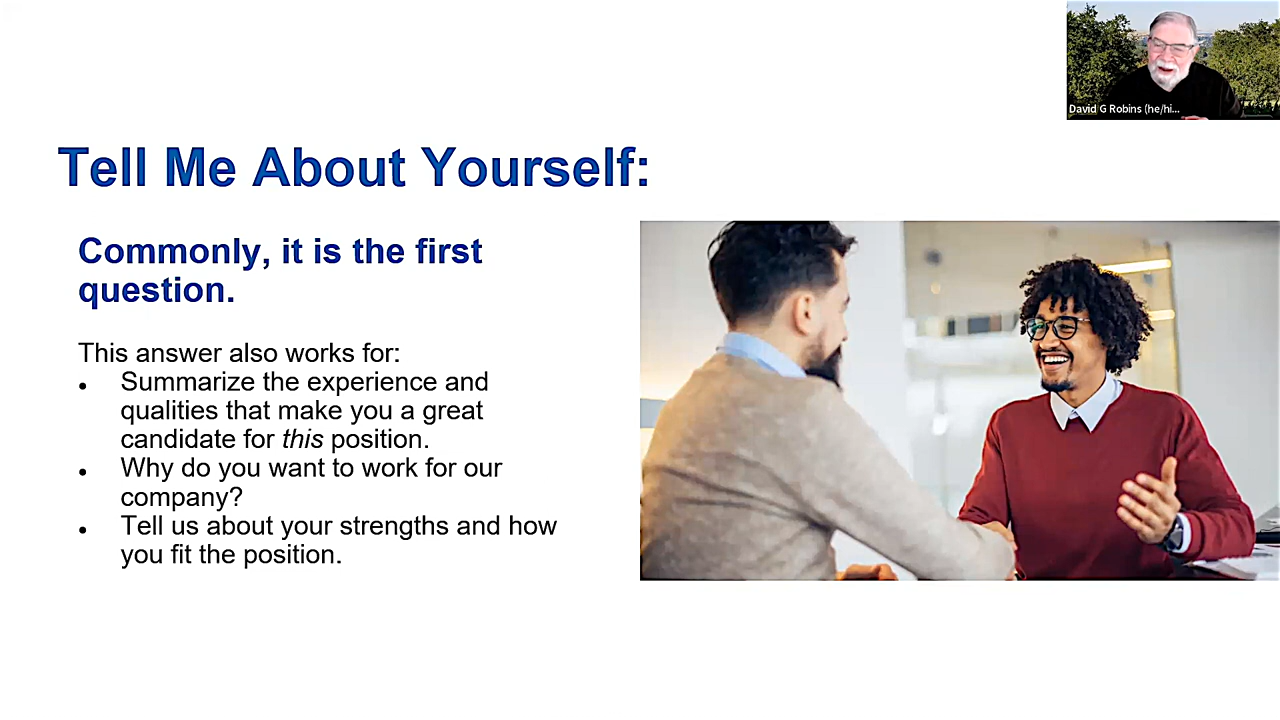 David G Robins (he/hi...
Tell Me About Yourself:
Commonly, it is the first
question.
This answer also works for:
• Summarize the experience and
qualities that make you a great
candidate for this position.
• Why do you want to work for our
company?
• Tell us about your strengths and how
you fit the position.